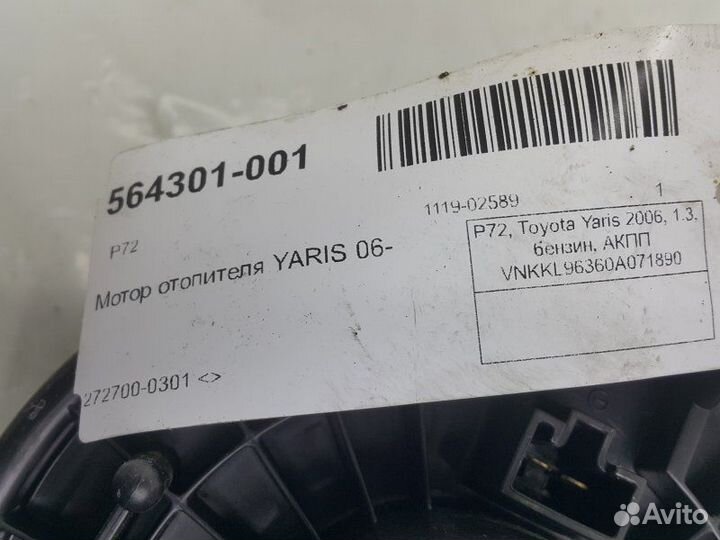 564301-001
1119-02589
1
P72
Мотор отопителя YARIS 06-
P72, Toyota Yaris 2006, 1.3,
бензин, АКПП
VNKKL96360A071890
272700-0301 <>
Avito